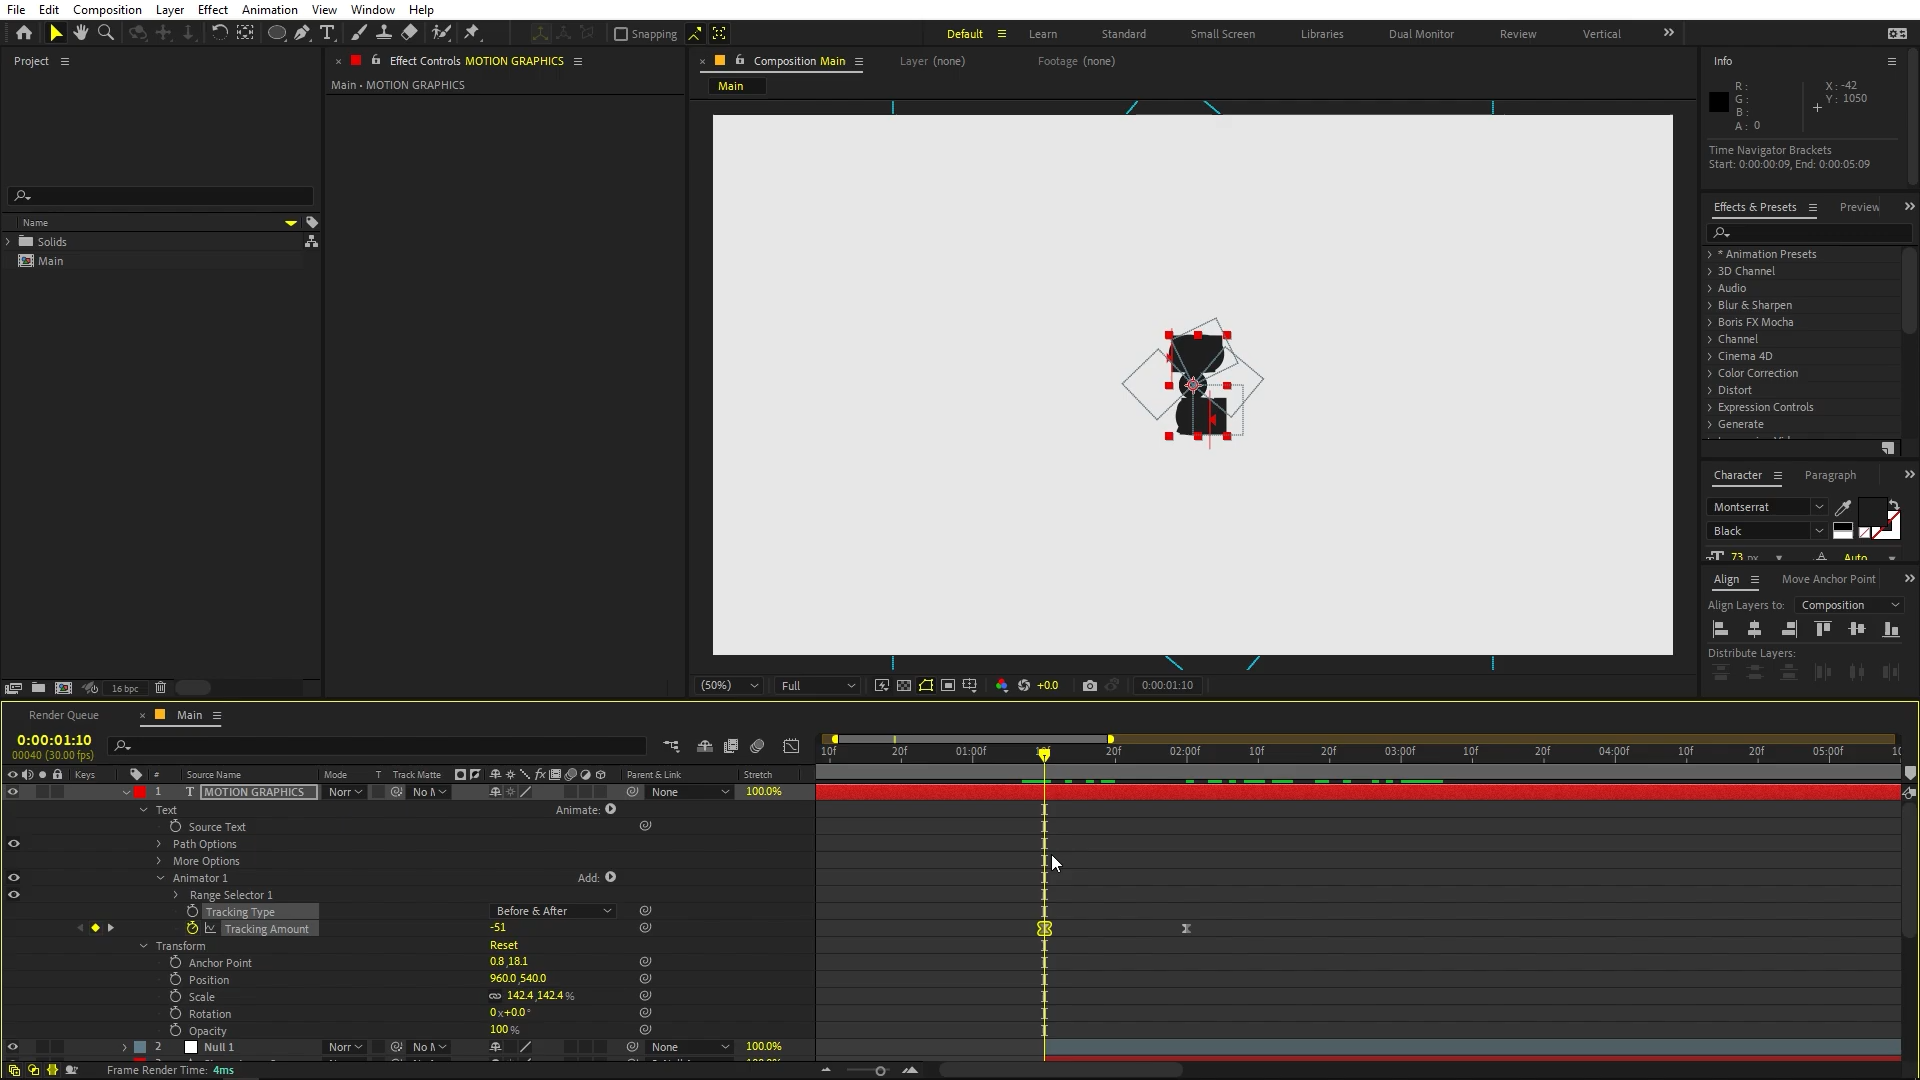 File Edit Composition Layer Effect Animation View Window Help
Snapping
Default Learn Standard Small Screen Libraries Dual Monitor Review Vertical
Project
Effect Controls MOTION GRAPHICS
Main • MOTION GRAPHICS
Composition Main
Layer (none)
Footage (none)
Main
Info
R :
G :
B :
A : 0
X : -42
Y : 1050
Time Navigator Brackets
Start: 0:00:00:09, End: 0:00:05:09
Effects & Presets
Preview
Name
Solids
Main
* Animation Presets
3D Channel
Audio
Blur & Sharpen
Boris FX Mocha
Channel
Cinema 4D
Color Correction
Distort
Expression Controls
Generate
Character
Paragraph
Montserrat
Black
73 px
Auto
Align
Move Anchor Point
Align Layers to: Composition
Distribute Layers:
16 bpc
(50%)
Full
+0.0
0:00:01:10
Render Queue
Main
0:00:01:10
00040 (30.00 fps)
10f 20f 01:00f 10f 20f 02:00f 10f 20f 03:00f 10f 20f 04:00f 10f 20f 05:00f
Keys # Source Name Mode T Track Matte Parent & Link Stretch
1 T MOTION GRAPHICS Norr No M None 100.0%
Text Animate:
Source Text
Path Options
More Options
Animator 1 Add:
Range Selector 1
Tracking Type Before & After
Tracking Amount -51
Transform Reset
Anchor Point 0.8,18.1
Position 960.0,540.0
Scale 142.4,142.4 %
Rotation 0x+0.0°
Opacity 100 %
2 Null 1 Norr No M None 100.0%
Frame Render Time: 4ms